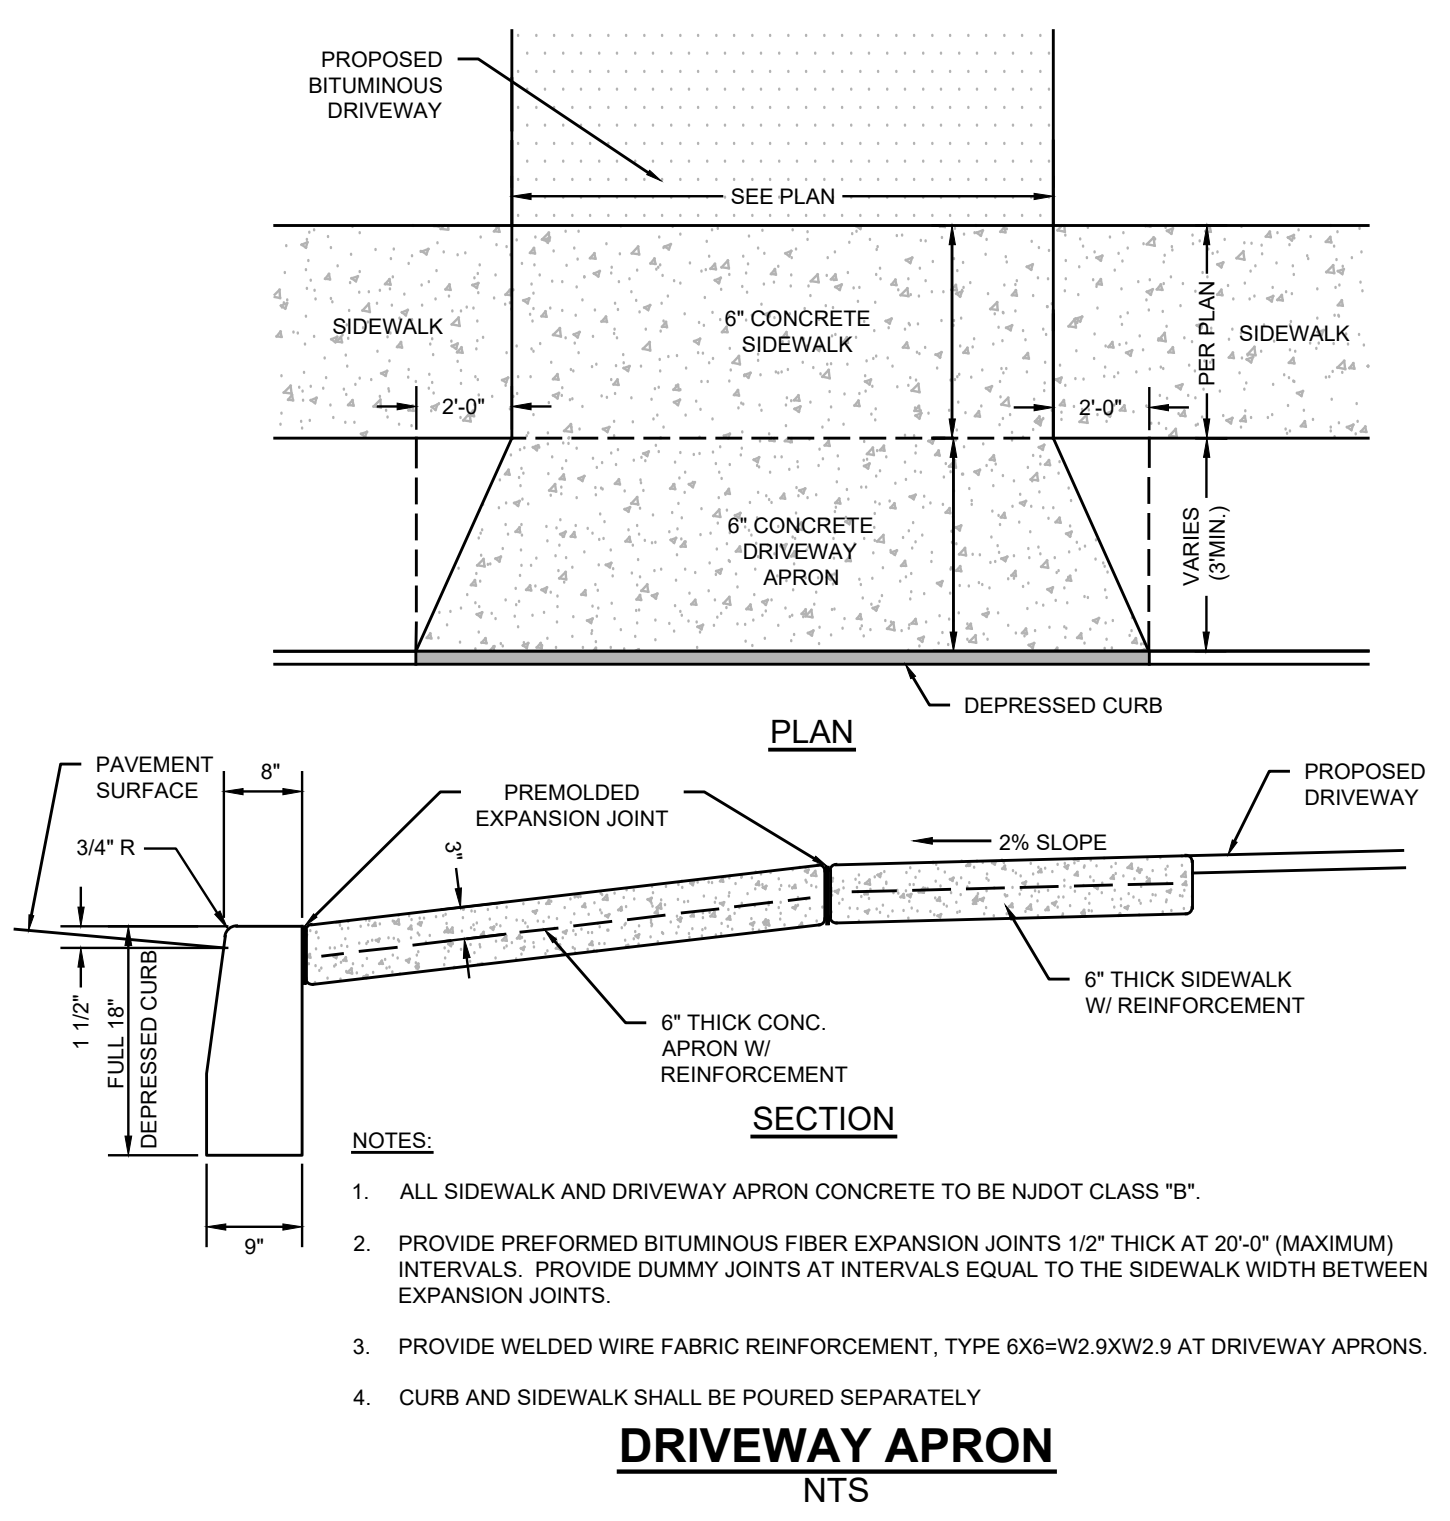 PROPOSED
BITUMINOUS
DRIVEWAY
SEE PLAN
SIDEWALK
6" CONCRETE
SIDEWALK
PER PLAN
SIDEWALK
2'-0"
2'-0"
6" CONCRETE
DRIVEWAY
APRON
VARIES
(3'MIN.)
DEPRESSED CURB
PLAN
PAVEMENT
SURFACE
8"
PREMOLDED
EXPANSION JOINT
PROPOSED
DRIVEWAY
3/4" R
3"
2% SLOPE
1 1/2"
FULL 18"
DEPRESSED CURB
6" THICK SIDEWALK
W/ REINFORCEMENT
6" THICK CONC.
APRON W/
REINFORCEMENT
SECTION
9"
NOTES:
1. ALL SIDEWALK AND DRIVEWAY APRON CONCRETE TO BE NJDOT CLASS "B".
2. PROVIDE PREFORMED BITUMINOUS FIBER EXPANSION JOINTS 1/2" THICK AT 20'-0" (MAXIMUM)
INTERVALS. PROVIDE DUMMY JOINTS AT INTERVALS EQUAL TO THE SIDEWALK WIDTH BETWEEN
EXPANSION JOINTS.
3. PROVIDE WELDED WIRE FABRIC REINFORCEMENT, TYPE 6X6=W2.9XW2.9 AT DRIVEWAY APRONS.
4. CURB AND SIDEWALK SHALL BE POURED SEPARATELY
DRIVEWAY APRON
NTS